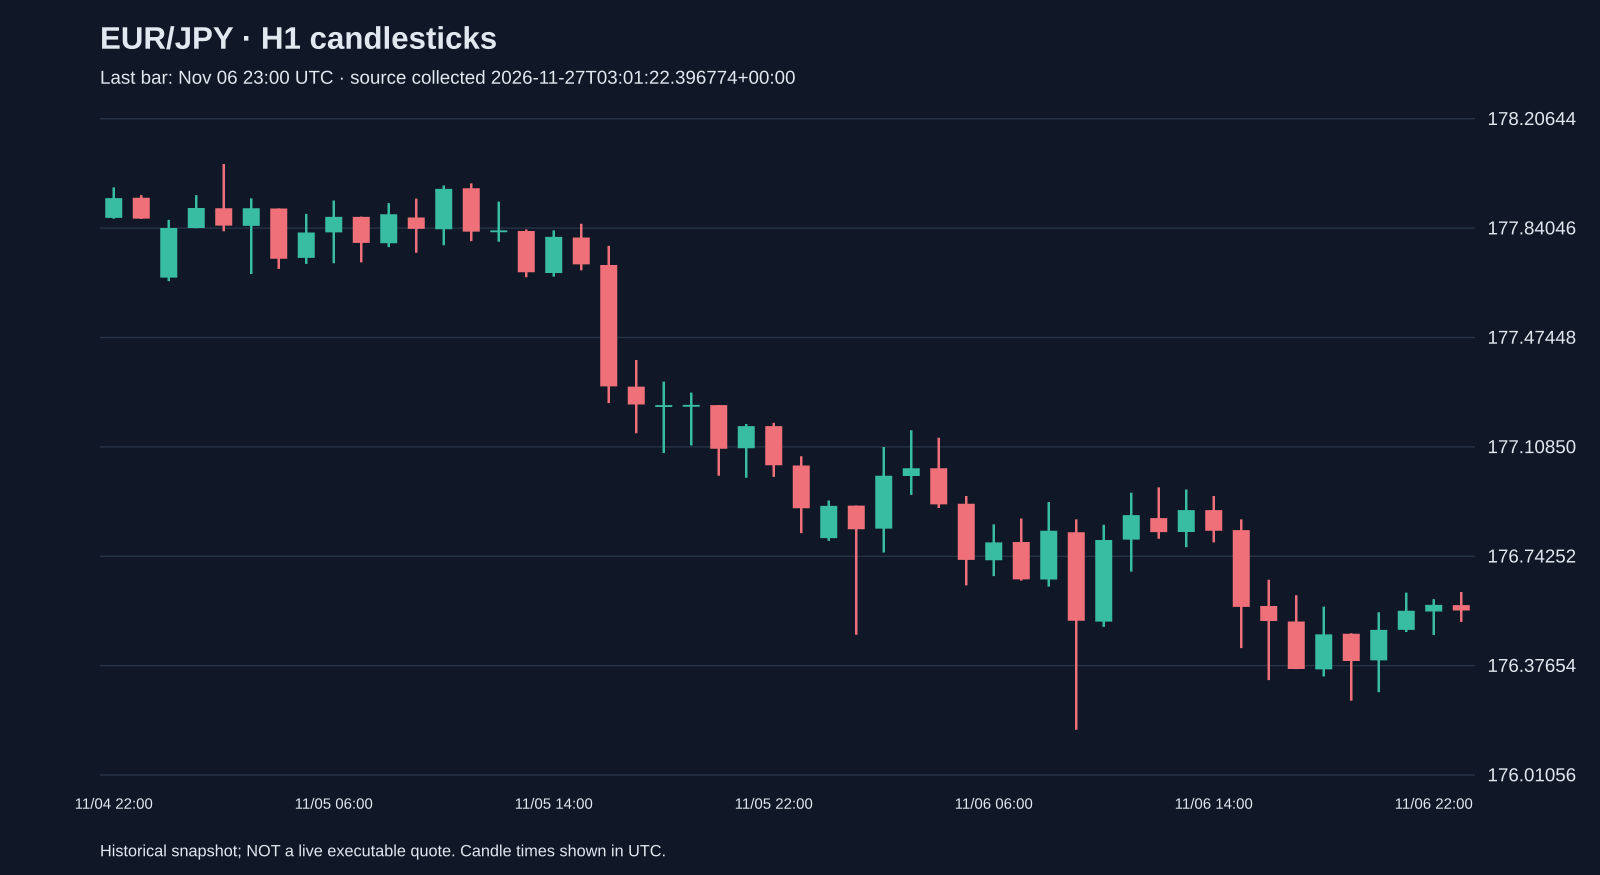 EUR/JPY · H1 candlesticks
Last bar: Nov 06 23:00 UTC · source collected 2026-11-27T03:01:22.396774+00:00
178.20644
177.84046
177.47448
177.10850
176.74252
176.37654
176.01056
11/04 22:00 11/05 06:00 11/05 14:00 11/05 22:00 11/06 06:00 11/06 14:00 11/06 22:00
Historical snapshot; NOT a live executable quote. Candle times shown in UTC.